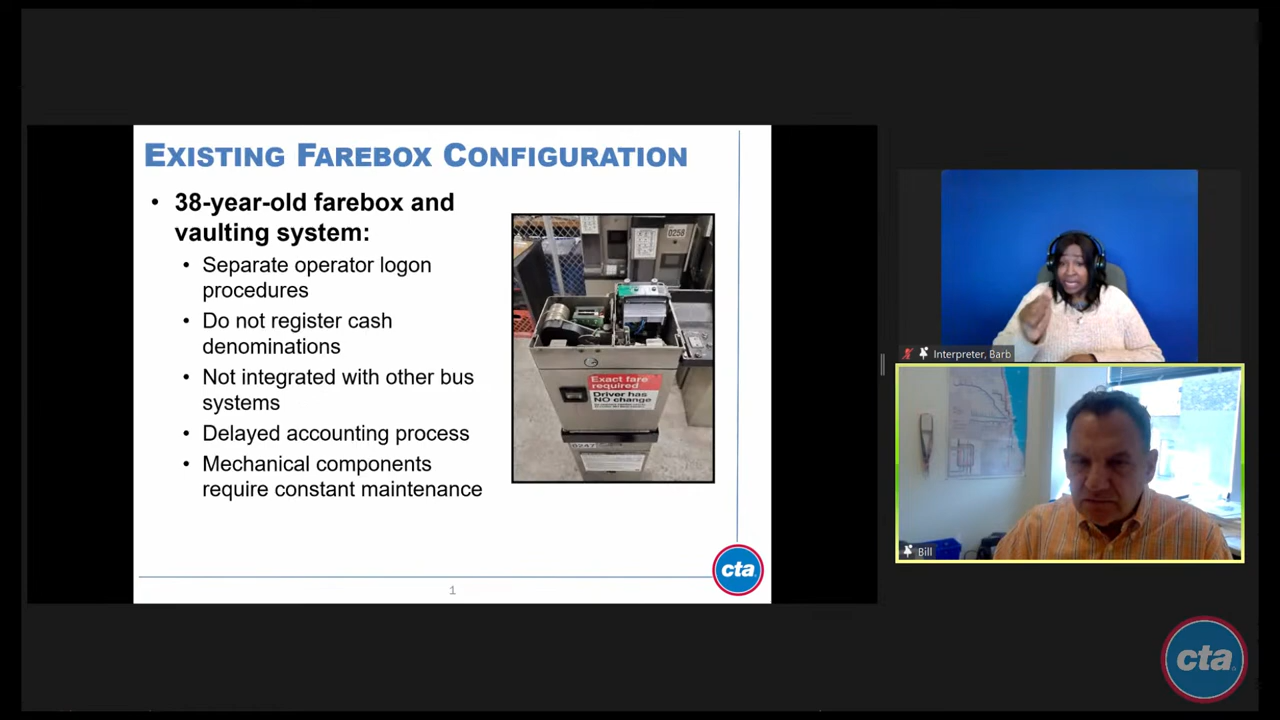 EXISTING FAREBOX CONFIGURATION
• 38-year-old farebox and
vaulting system:
• Separate operator logon
procedures
• Do not register cash
denominations
• Not integrated with other bus
systems
• Delayed accounting process
• Mechanical components
require constant maintenance
0258
Exact fare
required
Driver has
NO change
cta
1
Interpreter, Barb
Bill
cta